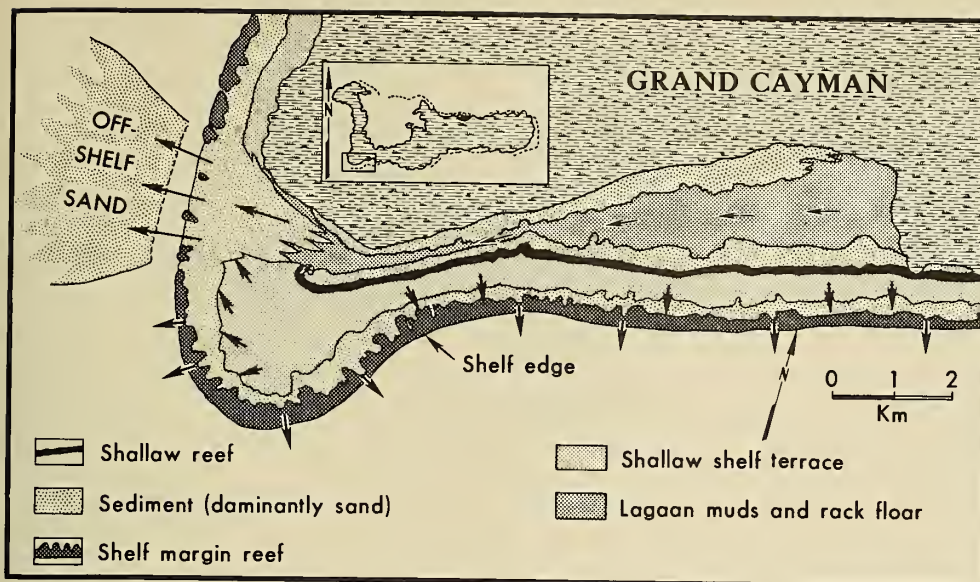 GRAND CAYMAN
N
OFF-
SHELF
SAND
Shelf edge
N
0 1 2
Km
Shallaw reef
Sediment (daminantly sand)
Shelf margin reef
Shallaw shelf terrace
Lagaan muds and rack flaar